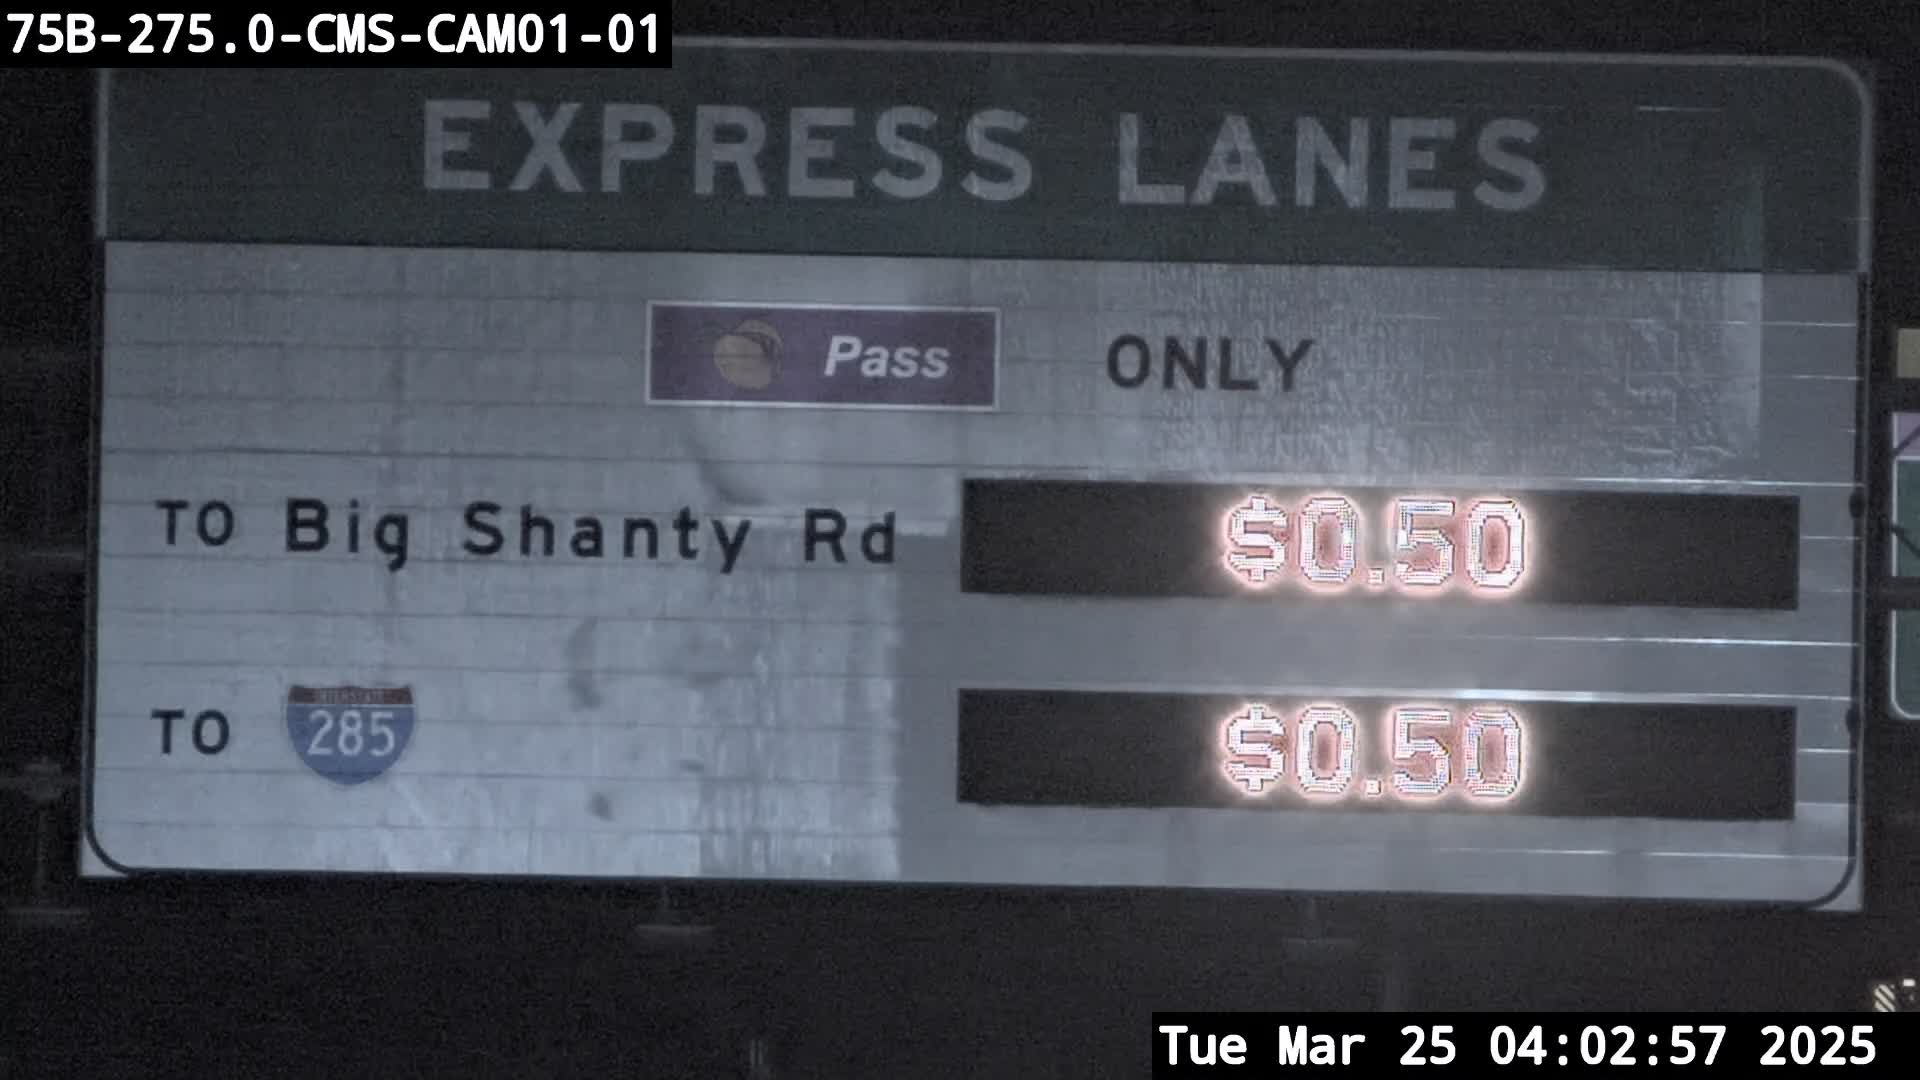 75B-275.0-CMS-CAM01-01
EXPRESS LANES
Pass ONLY
TO Big Shanty Rd $0.50
TO INTERSTATE 285 $0.50
Tue Mar 25 04:02:57 2025